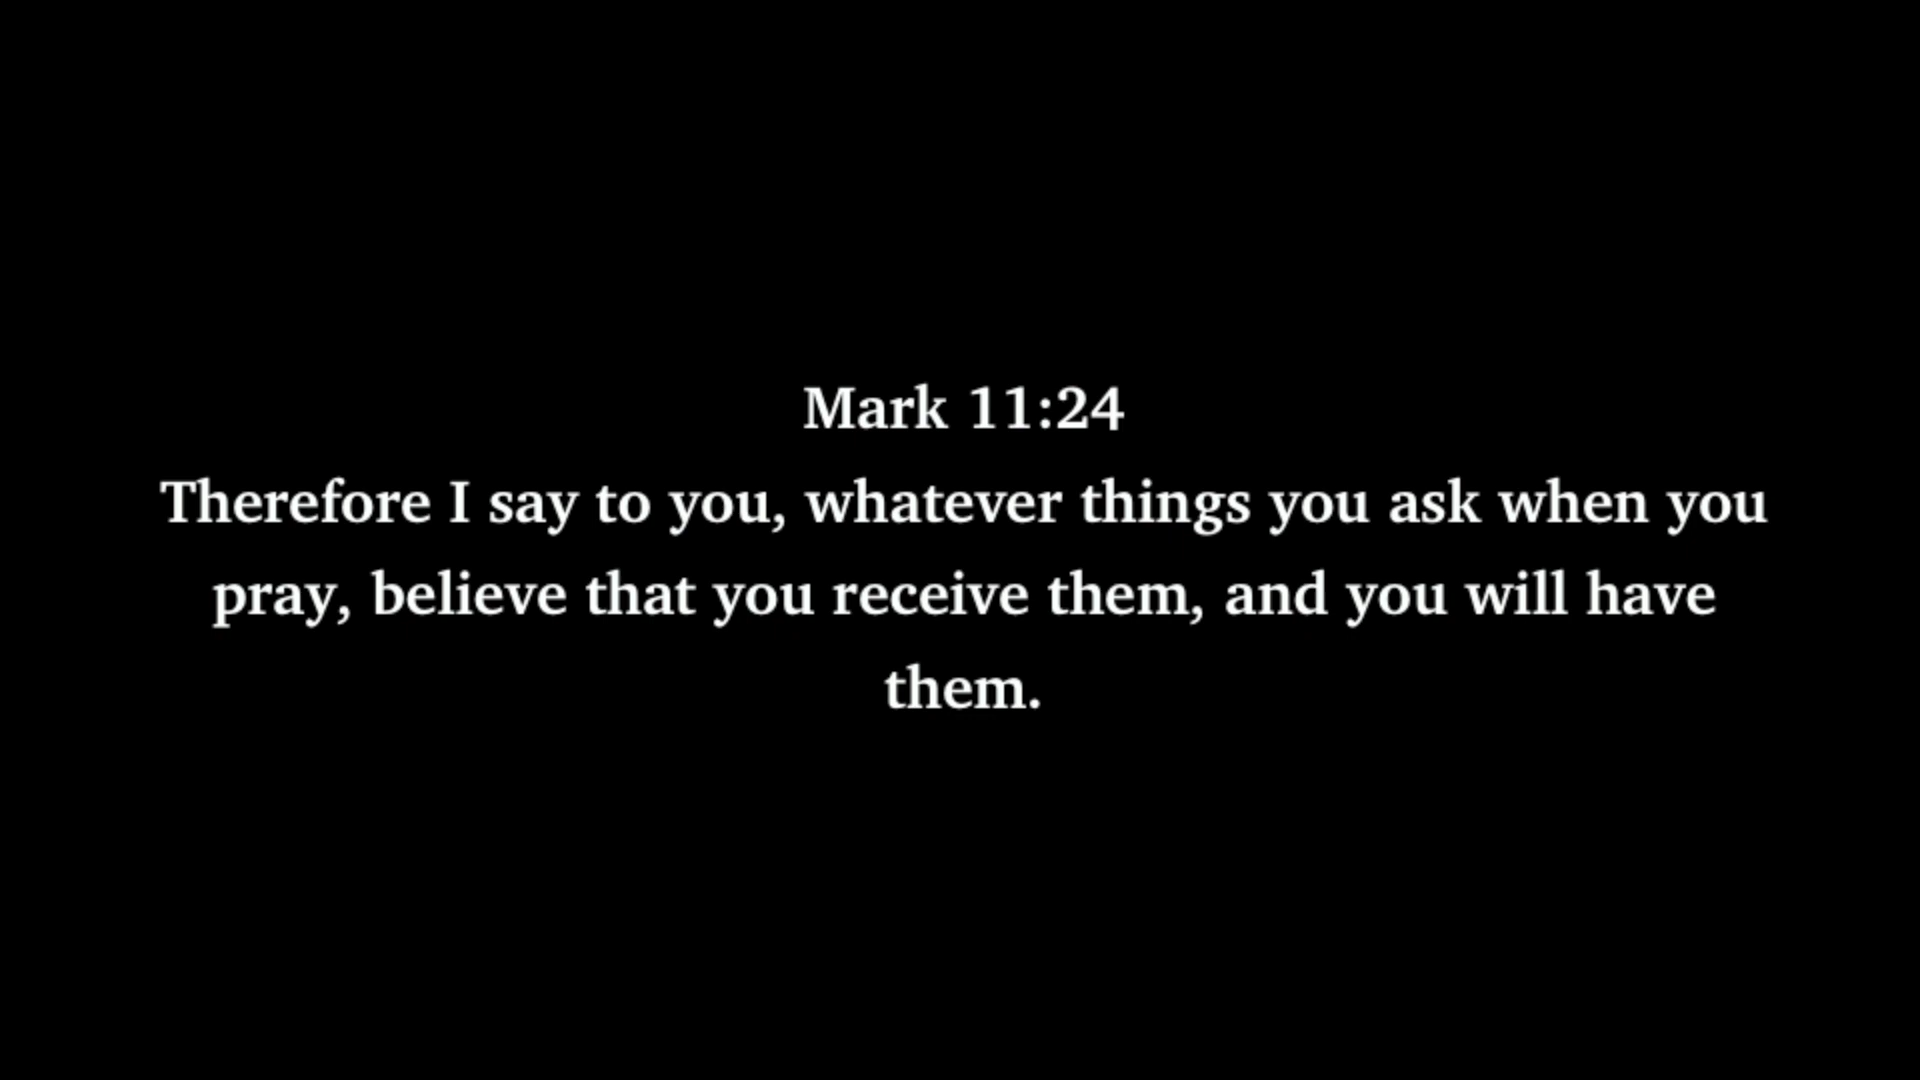 Mark 11:24
Therefore I say to you, whatever things you ask when you
pray, believe that you receive them, and you will have
them.